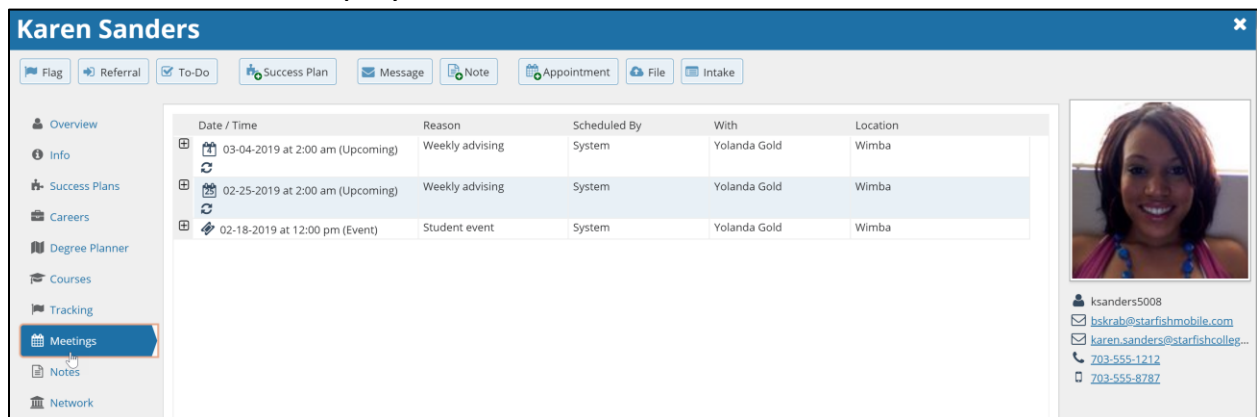 Karen Sanders
Flag Referral To-Do Success Plan Message Note Appointment File Intake
Overview
Info
Success Plans
Careers
Degree Planner
Courses
Tracking
Meetings
Notes
Network
Date / Time Reason Scheduled By With Location
4 03-04-2019 at 2:00 am (Upcoming) Weekly advising System Yolanda Gold Wimba
25 02-25-2019 at 2:00 am (Upcoming) Weekly advising System Yolanda Gold Wimba
02-18-2019 at 12:00 pm (Event) Student event System Yolanda Gold Wimba
ksanders5008
bskrab@starfishmobile.com
karen.sanders@starfishcolleg...
703-555-1212
703-555-8787